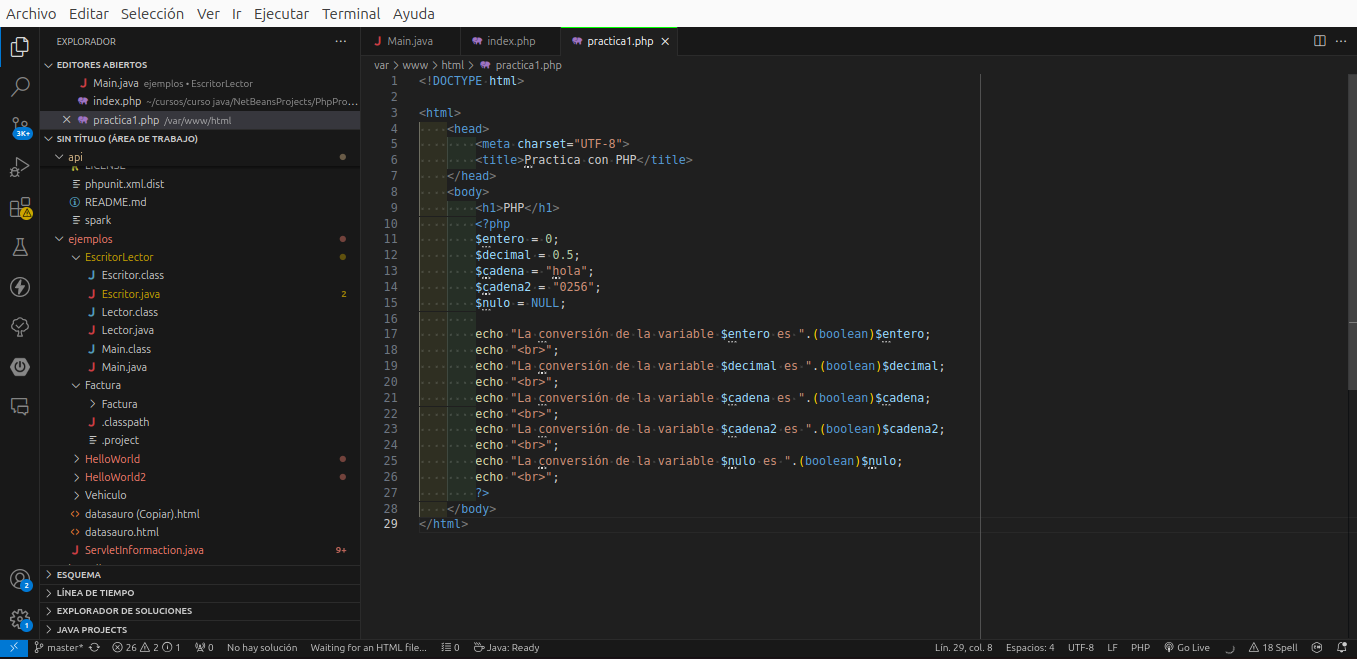 Archivo Editar Selección Ver Ir Ejecutar Terminal Ayuda
EXPLORADOR
EDITORES ABIERTOS
Main.java ejemplos • EscritorLector
index.php ~/cursos/curso java/NetBeansProjects/PhpPro...
practica1.php /var/www/html
SIN TÍTULO (ÁREA DE TRABAJO)
api
LICENSE
phpunit.xml.dist
README.md
spark
ejemplos
EscritorLector
Escritor.class
Escritor.java 2
Lector.class
Lector.java
Main.class
Main.java
Factura
Factura
.classpath
.project
HelloWorld
HelloWorld2
Vehiculo
datasauro (Copiar).html
datasauro.html
ServletInformaction.java 9+
ESQUEMA
LÍNEA DE TIEMPO
EXPLORADOR DE SOLUCIONES
JAVA PROJECTS
3K+
2
1
Main.java index.php practica1.php
var > www > html > practica1.php
1 <!DOCTYPE html>
2
3 <html>
4 <head>
5 <meta charset="UTF-8">
6 <title>Practica con PHP</title>
7 </head>
8 <body>
9 <h1>PHP</h1>
10 <?php
11 $entero = 0;
12 $decimal = 0.5;
13 $cadena = "hola";
14 $cadena2 = "0256";
15 $nulo = NULL;
16
17 echo "La conversión de la variable $entero es ".(boolean)$entero;
18 echo "<br>";
19 echo "La conversión de la variable $decimal es ".(boolean)$decimal;
20 echo "<br>";
21 echo "La conversión de la variable $cadena es ".(boolean)$cadena;
22 echo "<br>";
23 echo "La conversión de la variable $cadena2 es ".(boolean)$cadena2;
24 echo "<br>";
25 echo "La conversión de la variable $nulo es ".(boolean)$nulo;
26 echo "<br>";
27 ?>
28 </body>
29 </html>
master* 26 2 1 0 No hay solución Waiting for an HTML file... 0 Java: Ready Lín. 29, col. 8 Espacios: 4 UTF-8 LF PHP Go Live 18 Spell